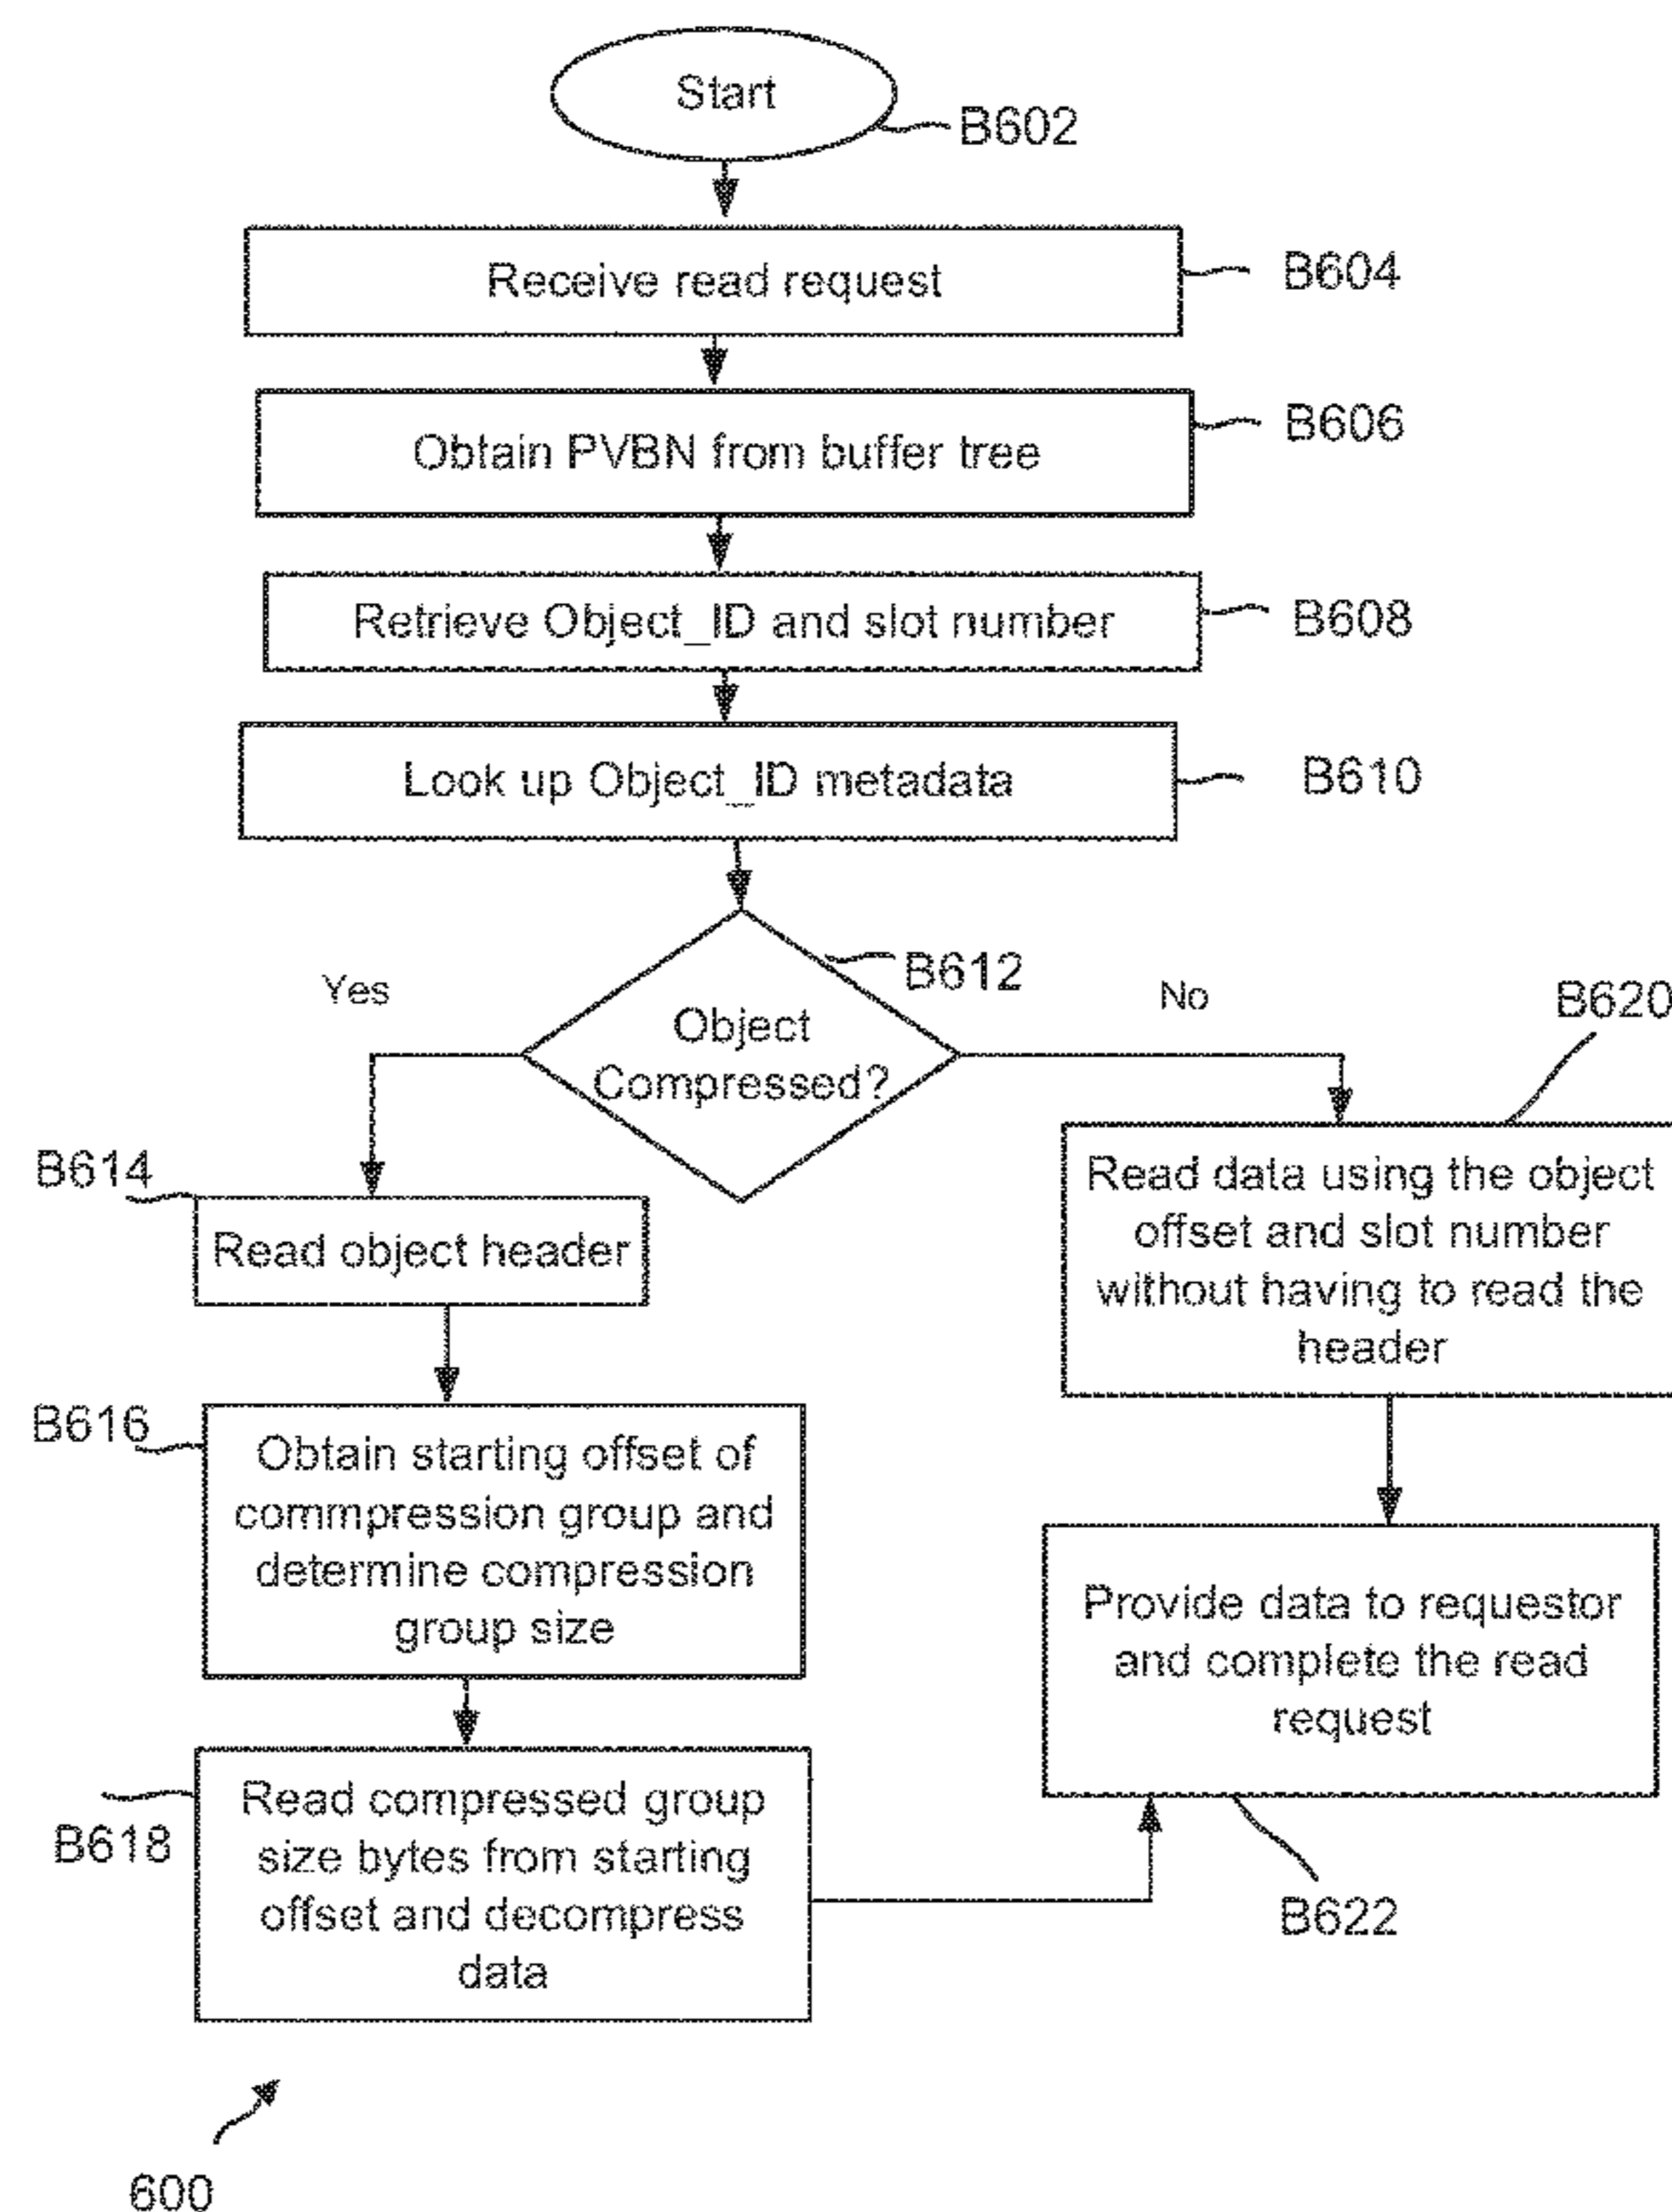 Start
B602
Receive read request
B604
Obtain PVBN from buffer tree
B606
Retrieve Object_ID and slot number
B608
Look up Object_ID metadata
B610
B612
Yes
No
B620
Object
Compressed?
B614
Read object header
Read data using the object
offset and slot number
without having to read the
header
B616
Obtain starting offset of
commpression group and
determine compression
group size
Provide data to requestor
and complete the read
request
B618
Read compressed group
size bytes from starting
offset and decompress
data
B622
600